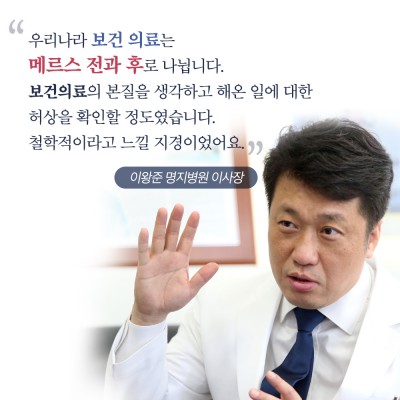 “
우리나라 보건 의료는
메르스 전과 후로 나뉩니다.
보건의료의 본질을 생각하고 해온 일에 대한
허상을 확인할 정도였습니다.
철학적이라고 느낄 지경이었어요.
”
이왕준 명지병원 이사장